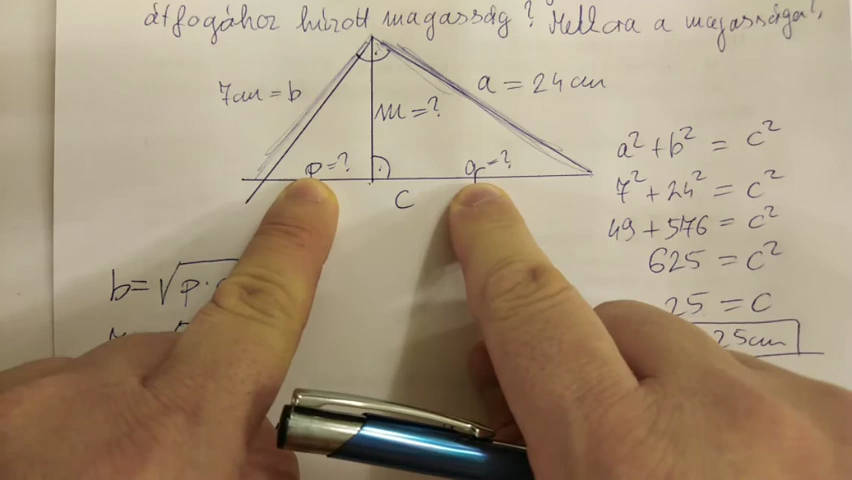 átfogához húzott magasság? Mekkora a magassága?
7cm = b
a = 24 cm
m = ?
p = ?
q = ?
c
a² + b² = c²
7² + 24² = c²
49 + 576 = c²
625 = c²
25 = c
25cm
b = √p·c